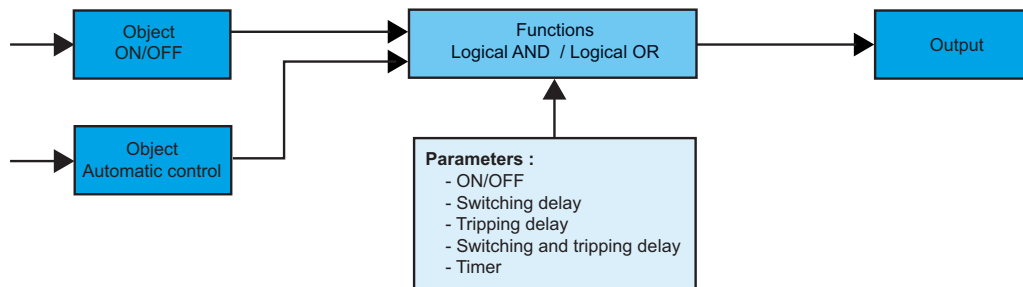 Object
ON/OFF
Functions
Logical AND / Logical OR
Output
Object
Automatic control
Parameters :
- ON/OFF
- Switching delay
- Tripping delay
- Switching and tripping delay
- Timer